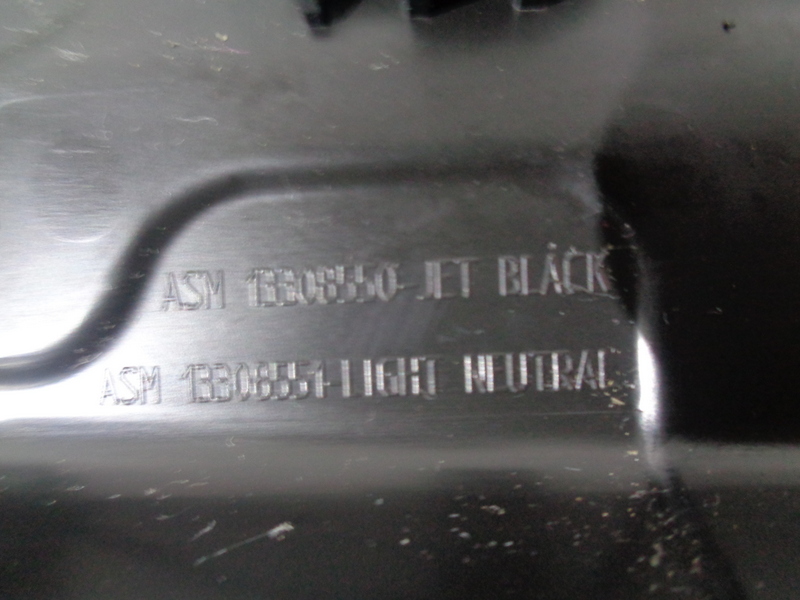 ASM 13308550-JET BLACK
ASM 13308551-LIGHT NEUTRAL